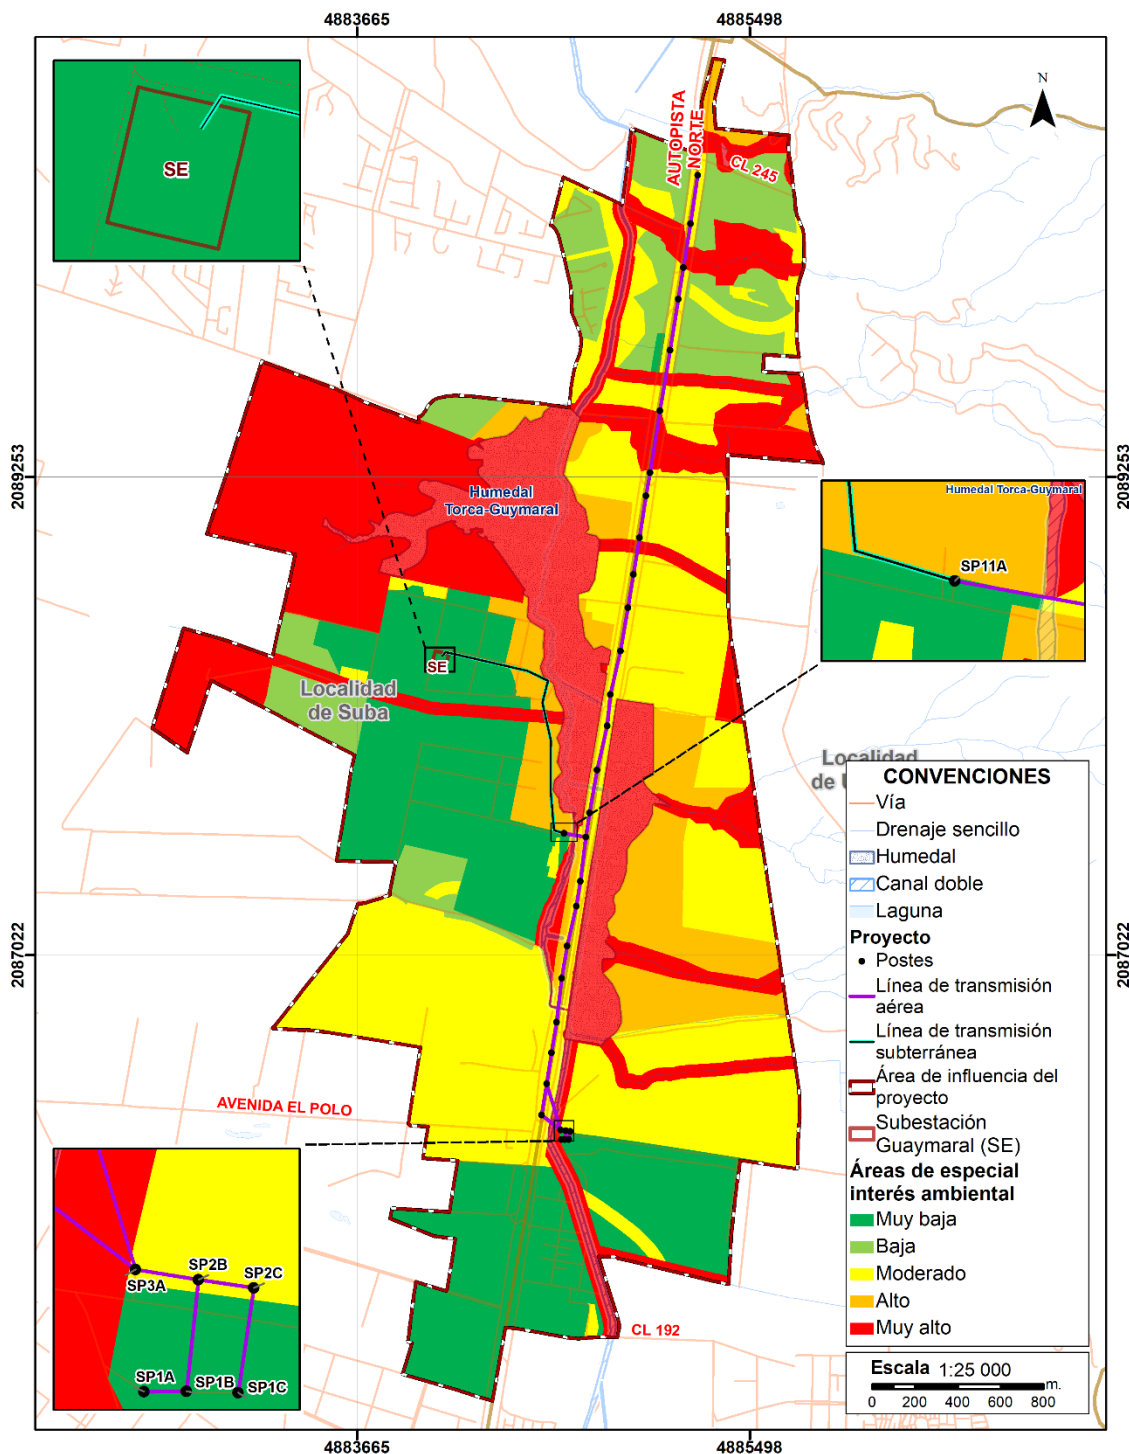 4883665
4885498
N
AUTOPISTA
NORTE
CL 245
SE
2089253
2089253
Humedal
Torca-Guymaral
Humedal Torca-Guymaral
SP11A
SE
Localidad
de Suba
Localidad
de U
CONVENCIONES
Vía
Drenaje sencillo
Humedal
Canal doble
Laguna
Proyecto
Postes
Línea de transmisión
aérea
Línea de transmisión
subterránea
Área de influencia del
proyecto
Subestación
Guaymaral (SE)
Áreas de especial
interés ambiental
Muy baja
Baja
Moderado
Alto
Muy alto
2087022
2087022
AVENIDA EL POLO
SP3A
SP2B
SP2C
SP1A
SP1B
SP1C
CL 192
Escala 1:25 000
0 200 400 600 800 m.
4883665
4885498